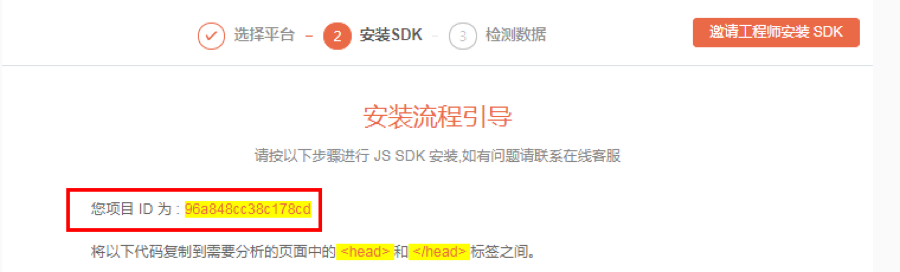 选择平台 2 安装SDK 3 检测数据 邀请工程师安装 SDK
安装流程引导
请按以下步骤进行 JS SDK 安装,如有问题请联系在线客服
您项目 ID 为 : 96a848cc38c178cd
将以下代码复制到需要分析的页面中的 <head> 和 </head> 标签之间。